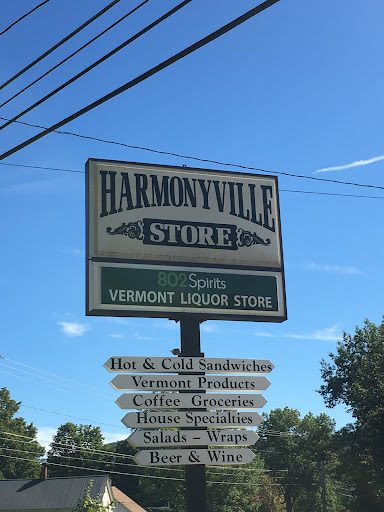 HARMONYVILLE
STORE
802Spirits
VERMONT LIQUOR STORE
Hot & Cold Sandwiches
Vermont Products
Coffee Groceries
House Specialties
Salads – Wraps
Beer & Wine